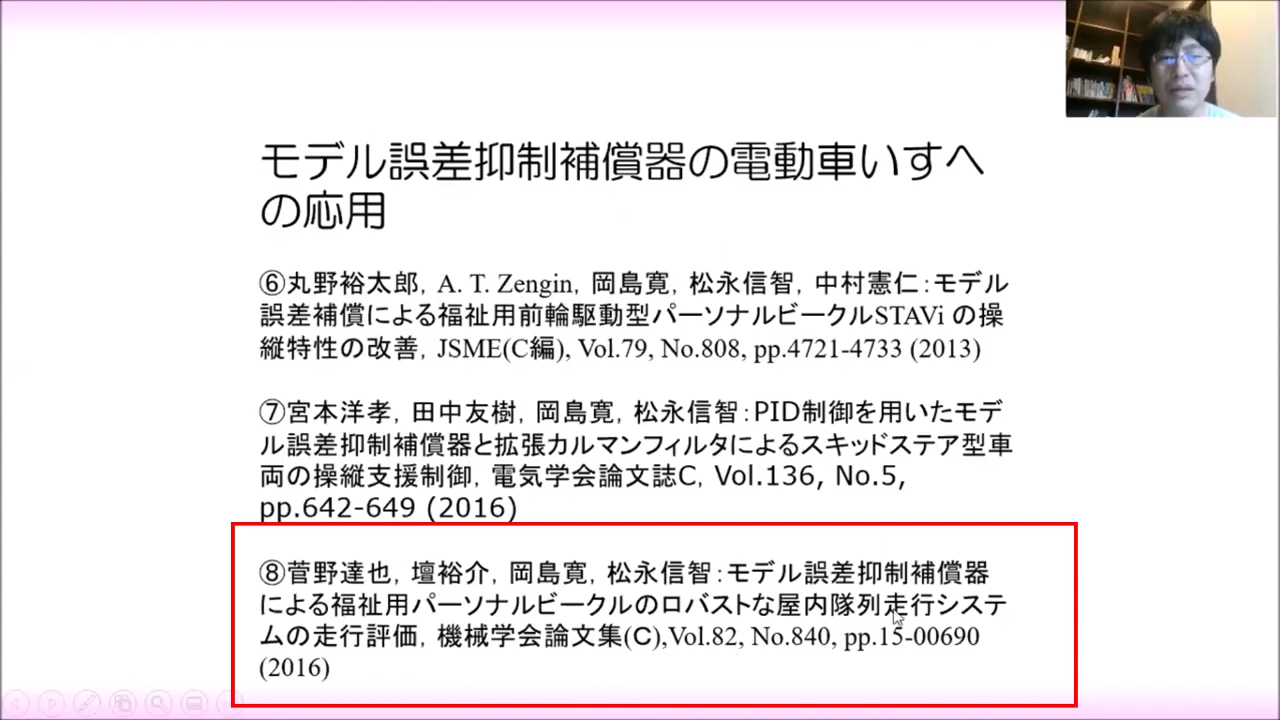 モデル誤差抑制補償器の電動車いすへ
の応用
⑥丸野裕太郎, A. T. Zengin, 岡島寛, 松永信智, 中村憲仁：モデル
誤差補償による福祉用前輪駆動型パーソナルビークルSTAVi の操
縦特性の改善, JSME(C編), Vol.79, No.808, pp.4721-4733 (2013)
⑦宮本洋孝, 田中友樹, 岡島寛, 松永信智：PID制御を用いたモデ
ル誤差抑制補償器と拡張カルマンフィルタによるスキッドステア型車
両の操縦支援制御, 電気学会論文誌C, Vol.136, No.5,
pp.642-649 (2016)
⑧菅野達也, 壇裕介, 岡島寛, 松永信智：モデル誤差抑制補償器
による福祉用パーソナルビークルのロバストな屋内隊列走行システ
ムの走行評価, 機械学会論文集(C),Vol.82, No.840, pp.15-00690
(2016)